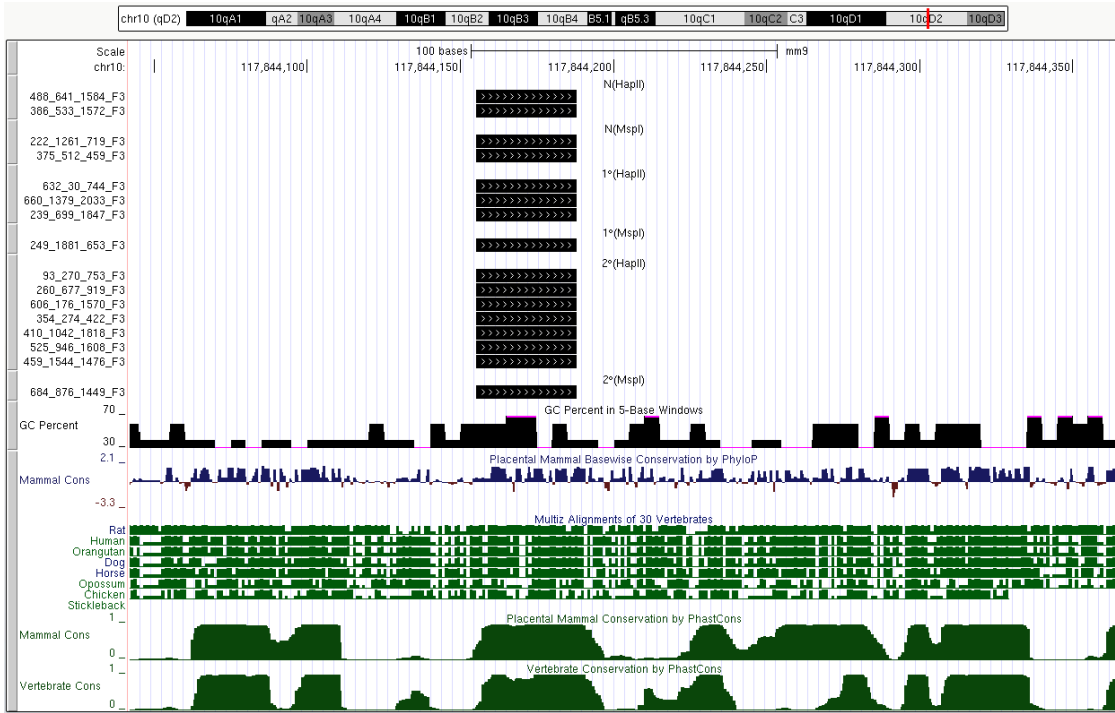 chr10 (qD2) 10qA1 qA2 10qA3 10qA4 10qB1 10qB2 10qB3 10qB4 B5.1 qB5.3 10qC1 10qC2 C3 10qD1 10qD2 10qD3
Scale 100 bases mm9
chr10: 117,844,100 117,844,150 117,844,200 117,844,250 117,844,300 117,844,350
N(HapII)
488_641_1584_F3
386_533_1572_F3
N(MspI)
222_1261_719_F3
375_512_459_F3
1°(HapII)
632_30_744_F3
660_1379_2033_F3
239_699_1847_F3
1°(MspI)
249_1881_653_F3
2°(HapII)
93_270_753_F3
260_677_919_F3
606_176_1570_F3
354_274_422_F3
410_1042_1818_F3
525_946_1608_F3
459_1544_1476_F3
2°(MspI)
684_876_1449_F3
70 _ GC Percent in 5-Base Windows
GC Percent
30 _
2.1 _ Placental Mammal Basewise Conservation by PhyloP
Mammal Cons
-3.3 _
Multiz Alignments of 30 Vertebrates
Rat
Human
Orangutan
Dog
Horse
Opossum
Chicken
Stickleback
1 _ Placental Mammal Conservation by PhastCons
Mammal Cons
0 _
1 _ Vertebrate Conservation by PhastCons
Vertebrate Cons
0 _